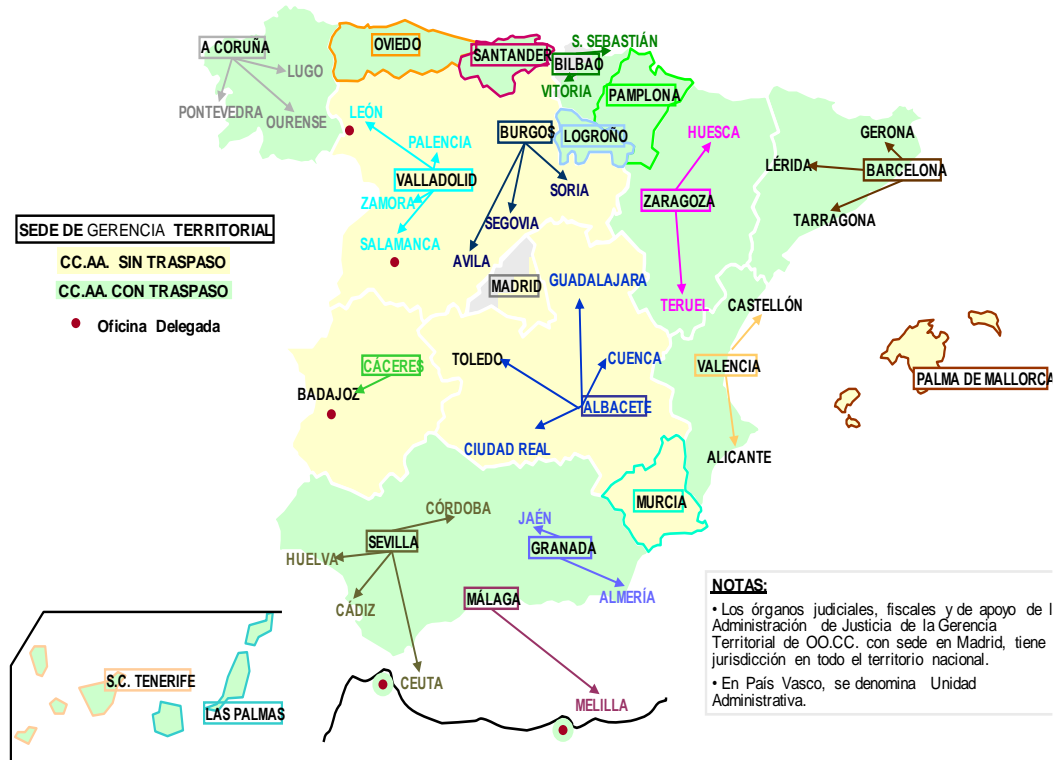 S. SEBASTIÁN
A CORUÑA
OVIEDO
SANTANDER
BILBAO
LUGO
VITORIA
PAMPLONA
PONTEVEDRA
OURENSE
LEÓN
PALENCIA
BURGOS
LOGROÑO
HUESCA
GERONA
LÉRIDA
BARCELONA
VALLADOLID
ZAMORA
SORIA
ZARAGOZA
TARRAGONA
SEGOVIA
SALAMANCA
AVILA
SEDE DE GERENCIA TERRITORIAL
CC.AA. SIN TRASPASO
CC.AA. CON TRASPASO
Oficina Delegada
MADRID
GUADALAJARA
TERUEL
CASTELLÓN
TOLEDO
CUENCA
CÁCERES
VALENCIA
BADAJOZ
PALMA DE MALLORCA
ALBACETE
CIUDAD REAL
ALICANTE
MURCIA
CÓRDOBA
JAÉN
SEVILLA
GRANADA
HUELVA
CÁDIZ
MÁLAGA
ALMERÍA
CEUTA
MELILLA
S.C. TENERIFE
LAS PALMAS
NOTAS:
• Los órganos judiciales, fiscales y de apoyo de l
Administración de Justicia de la Gerencia
Territorial de OO.CC. con sede en Madrid, tiene
jurisdicción en todo el territorio nacional.
• En País Vasco, se denomina Unidad
Administrativa.